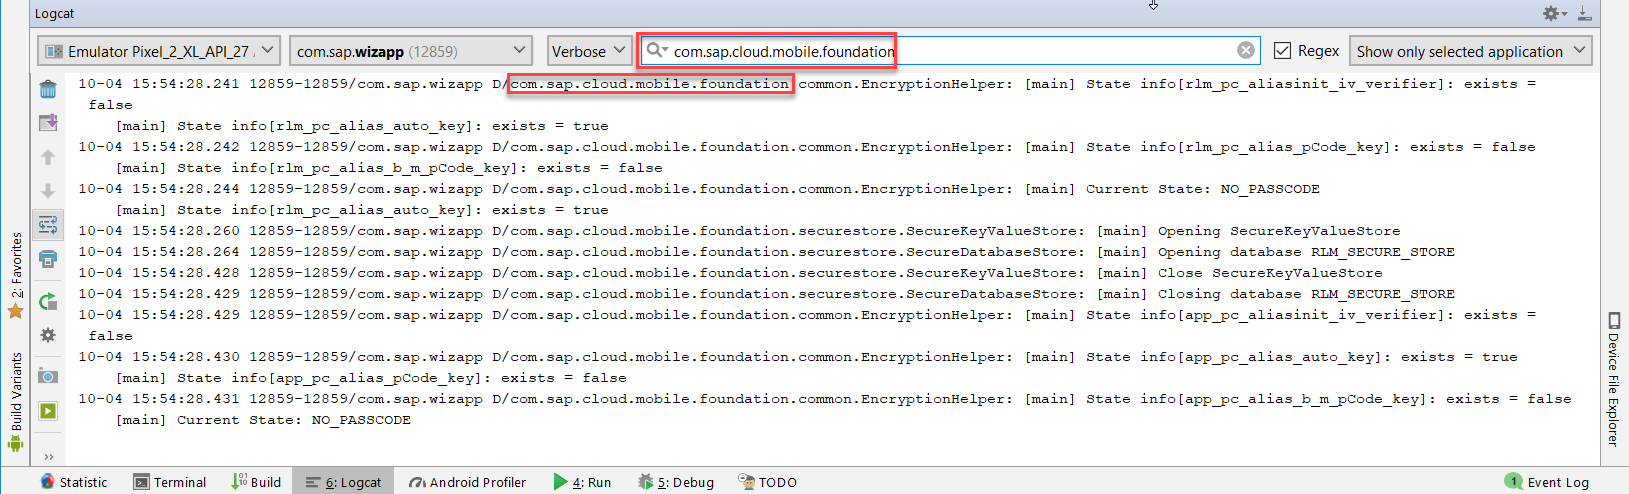 Logcat
Emulator Pixel_2_XL_API_27 com.sap.wizapp (12859) Verbose com.sap.cloud.mobile.foundation Regex Show only selected application
10-04 15:54:28.241 12859-12859/com.sap.wizapp D/com.sap.cloud.mobile.foundation.common.EncryptionHelper: [main] State info[rlm_pc_aliasinit_iv_verifier]: exists =
false
[main] State info[rlm_pc_alias_auto_key]: exists = true
10-04 15:54:28.242 12859-12859/com.sap.wizapp D/com.sap.cloud.mobile.foundation.common.EncryptionHelper: [main] State info[rlm_pc_alias_pCode_key]: exists = false
[main] State info[rlm_pc_alias_b_m_pCode_key]: exists = false
10-04 15:54:28.244 12859-12859/com.sap.wizapp D/com.sap.cloud.mobile.foundation.common.EncryptionHelper: [main] Current State: NO_PASSCODE
[main] State info[rlm_pc_alias_auto_key]: exists = true
10-04 15:54:28.260 12859-12859/com.sap.wizapp D/com.sap.cloud.mobile.foundation.securestore.SecureKeyValueStore: [main] Opening SecureKeyValueStore
10-04 15:54:28.264 12859-12859/com.sap.wizapp D/com.sap.cloud.mobile.foundation.securestore.SecureDatabaseStore: [main] Opening database RLM_SECURE_STORE
10-04 15:54:28.428 12859-12859/com.sap.wizapp D/com.sap.cloud.mobile.foundation.securestore.SecureKeyValueStore: [main] Close SecureKeyValueStore
10-04 15:54:28.429 12859-12859/com.sap.wizapp D/com.sap.cloud.mobile.foundation.securestore.SecureDatabaseStore: [main] Closing database RLM_SECURE_STORE
10-04 15:54:28.429 12859-12859/com.sap.wizapp D/com.sap.cloud.mobile.foundation.common.EncryptionHelper: [main] State info[app_pc_aliasinit_iv_verifier]: exists =
false
10-04 15:54:28.430 12859-12859/com.sap.wizapp D/com.sap.cloud.mobile.foundation.common.EncryptionHelper: [main] State info[app_pc_alias_auto_key]: exists = true
[main] State info[app_pc_alias_pCode_key]: exists = false
10-04 15:54:28.431 12859-12859/com.sap.wizapp D/com.sap.cloud.mobile.foundation.common.EncryptionHelper: [main] State info[app_pc_alias_b_m_pCode_key]: exists = false
[main] Current State: NO_PASSCODE
2: Favorites
Build Variants
Device File Explorer
Statistic Terminal Build 6: Logcat Android Profiler 4: Run 5: Debug TODO 1 Event Log